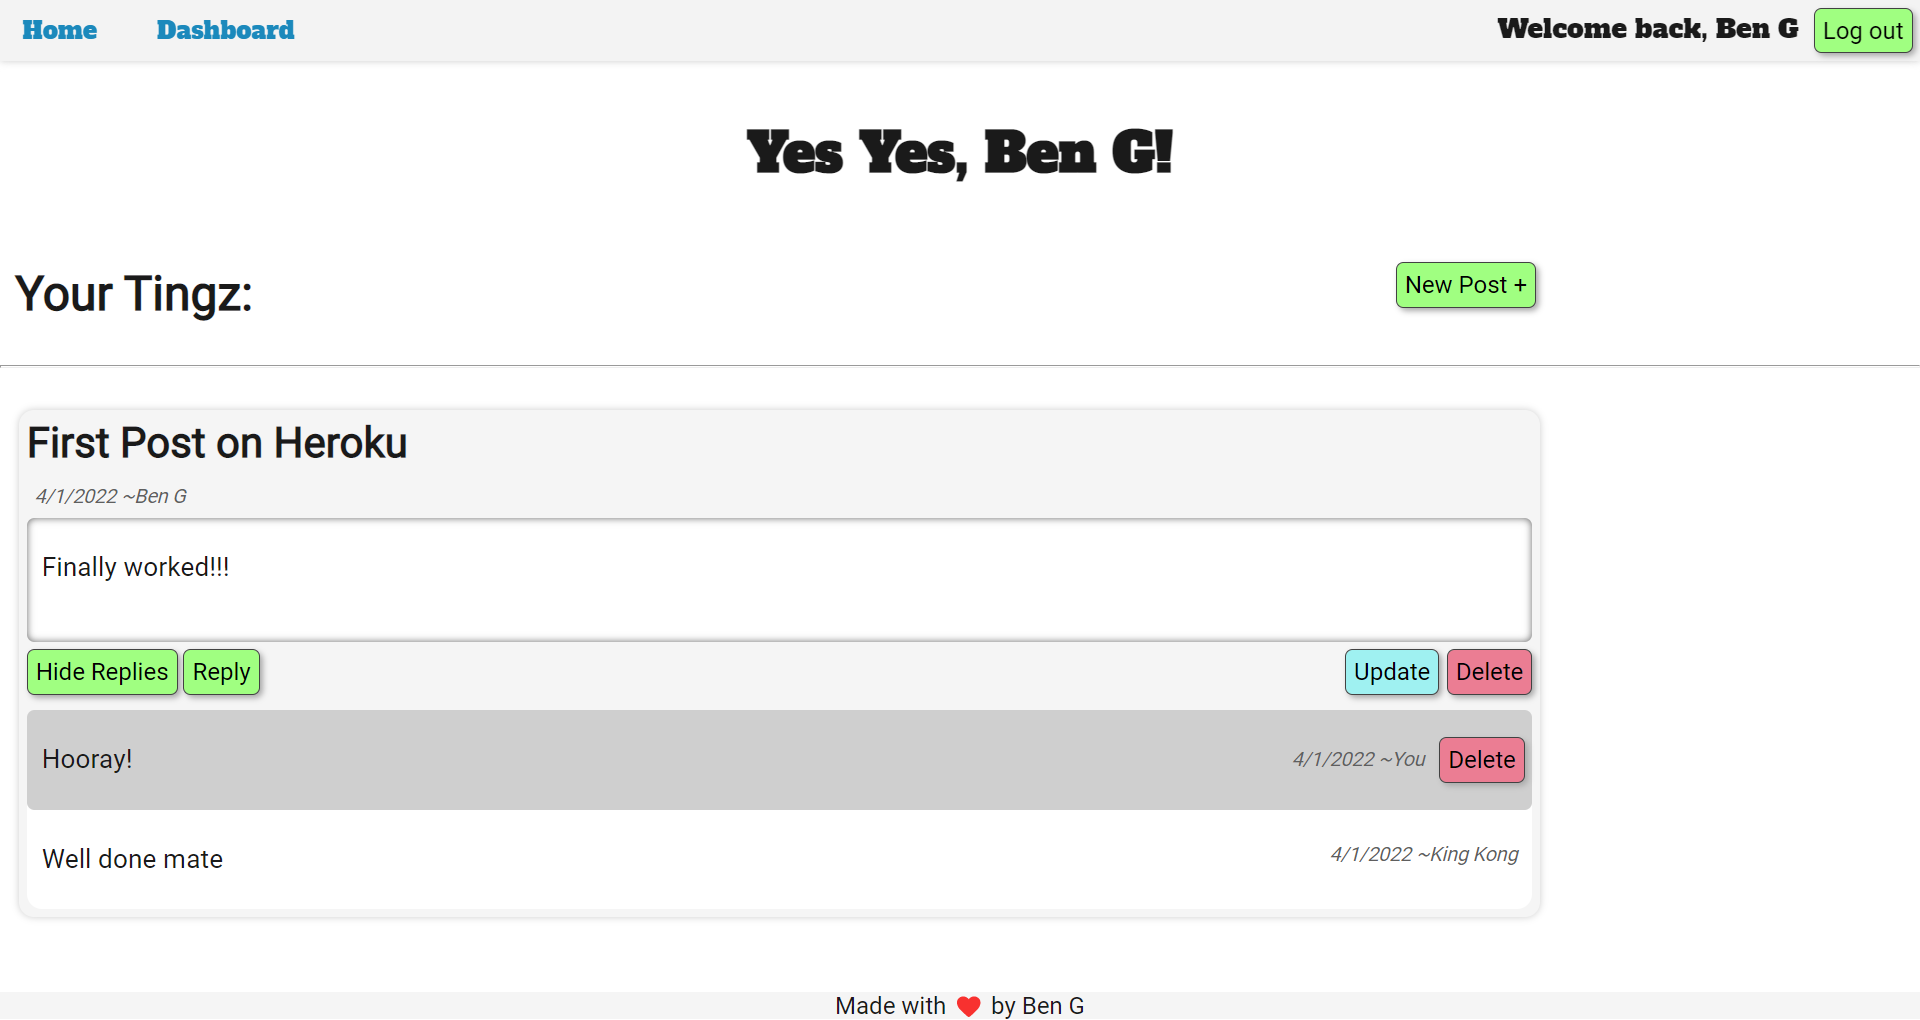 Home Dashboard Welcome back, Ben G Log out
Yes Yes, Ben G!
Your Tingz: New Post +
First Post on Heroku
4/1/2022 ~Ben G
Finally worked!!!
Hide Replies Reply Update Delete
Hooray! 4/1/2022 ~You Delete
Well done mate 4/1/2022 ~King Kong
Made with ❤ by Ben G